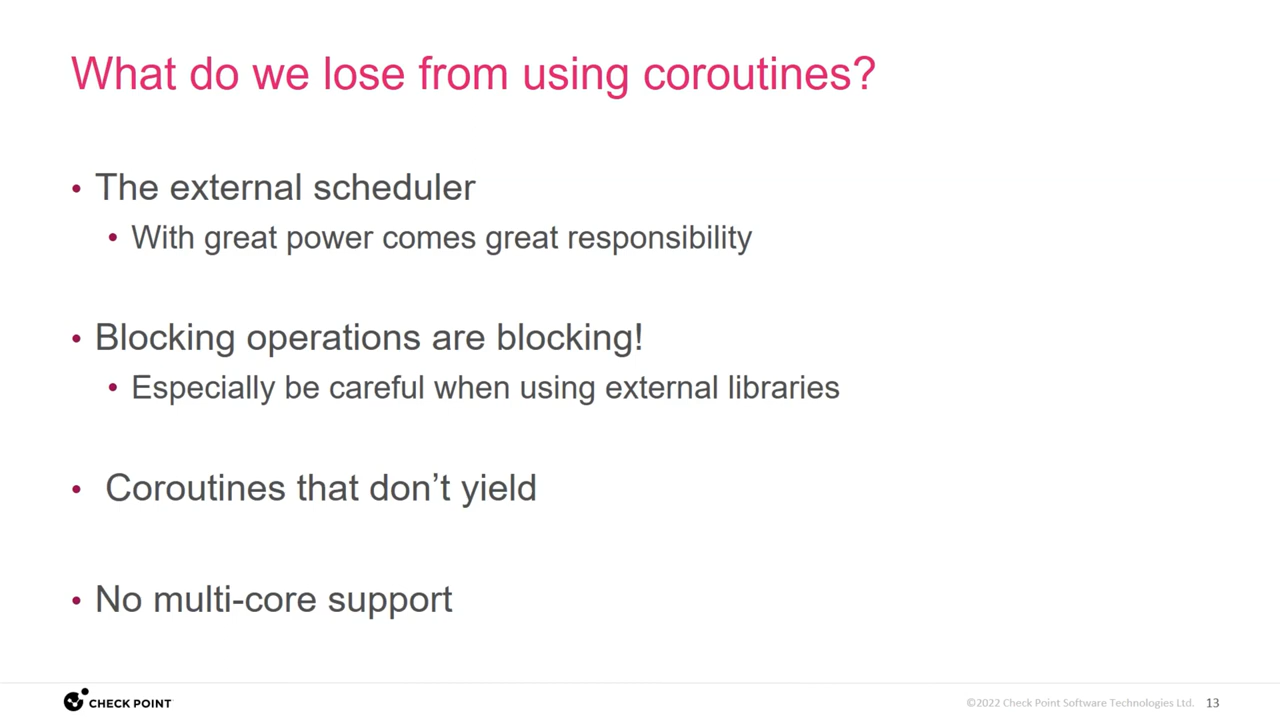 What do we lose from using coroutines?
• The external scheduler
• With great power comes great responsibility
• Blocking operations are blocking!
• Especially be careful when using external libraries
• Coroutines that don’t yield
• No multi-core support
CHECK POINT
©2022 Check Point Software Technologies Ltd. 13